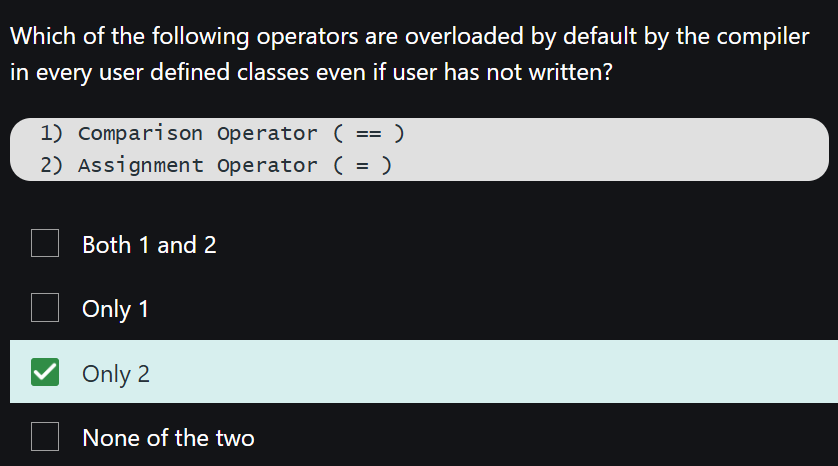 Which of the following operators are overloaded by default by the compiler
in every user defined classes even if user has not written?
1) Comparison Operator ( == )
2) Assignment Operator ( = )
Both 1 and 2
Only 1
Only 2
None of the two